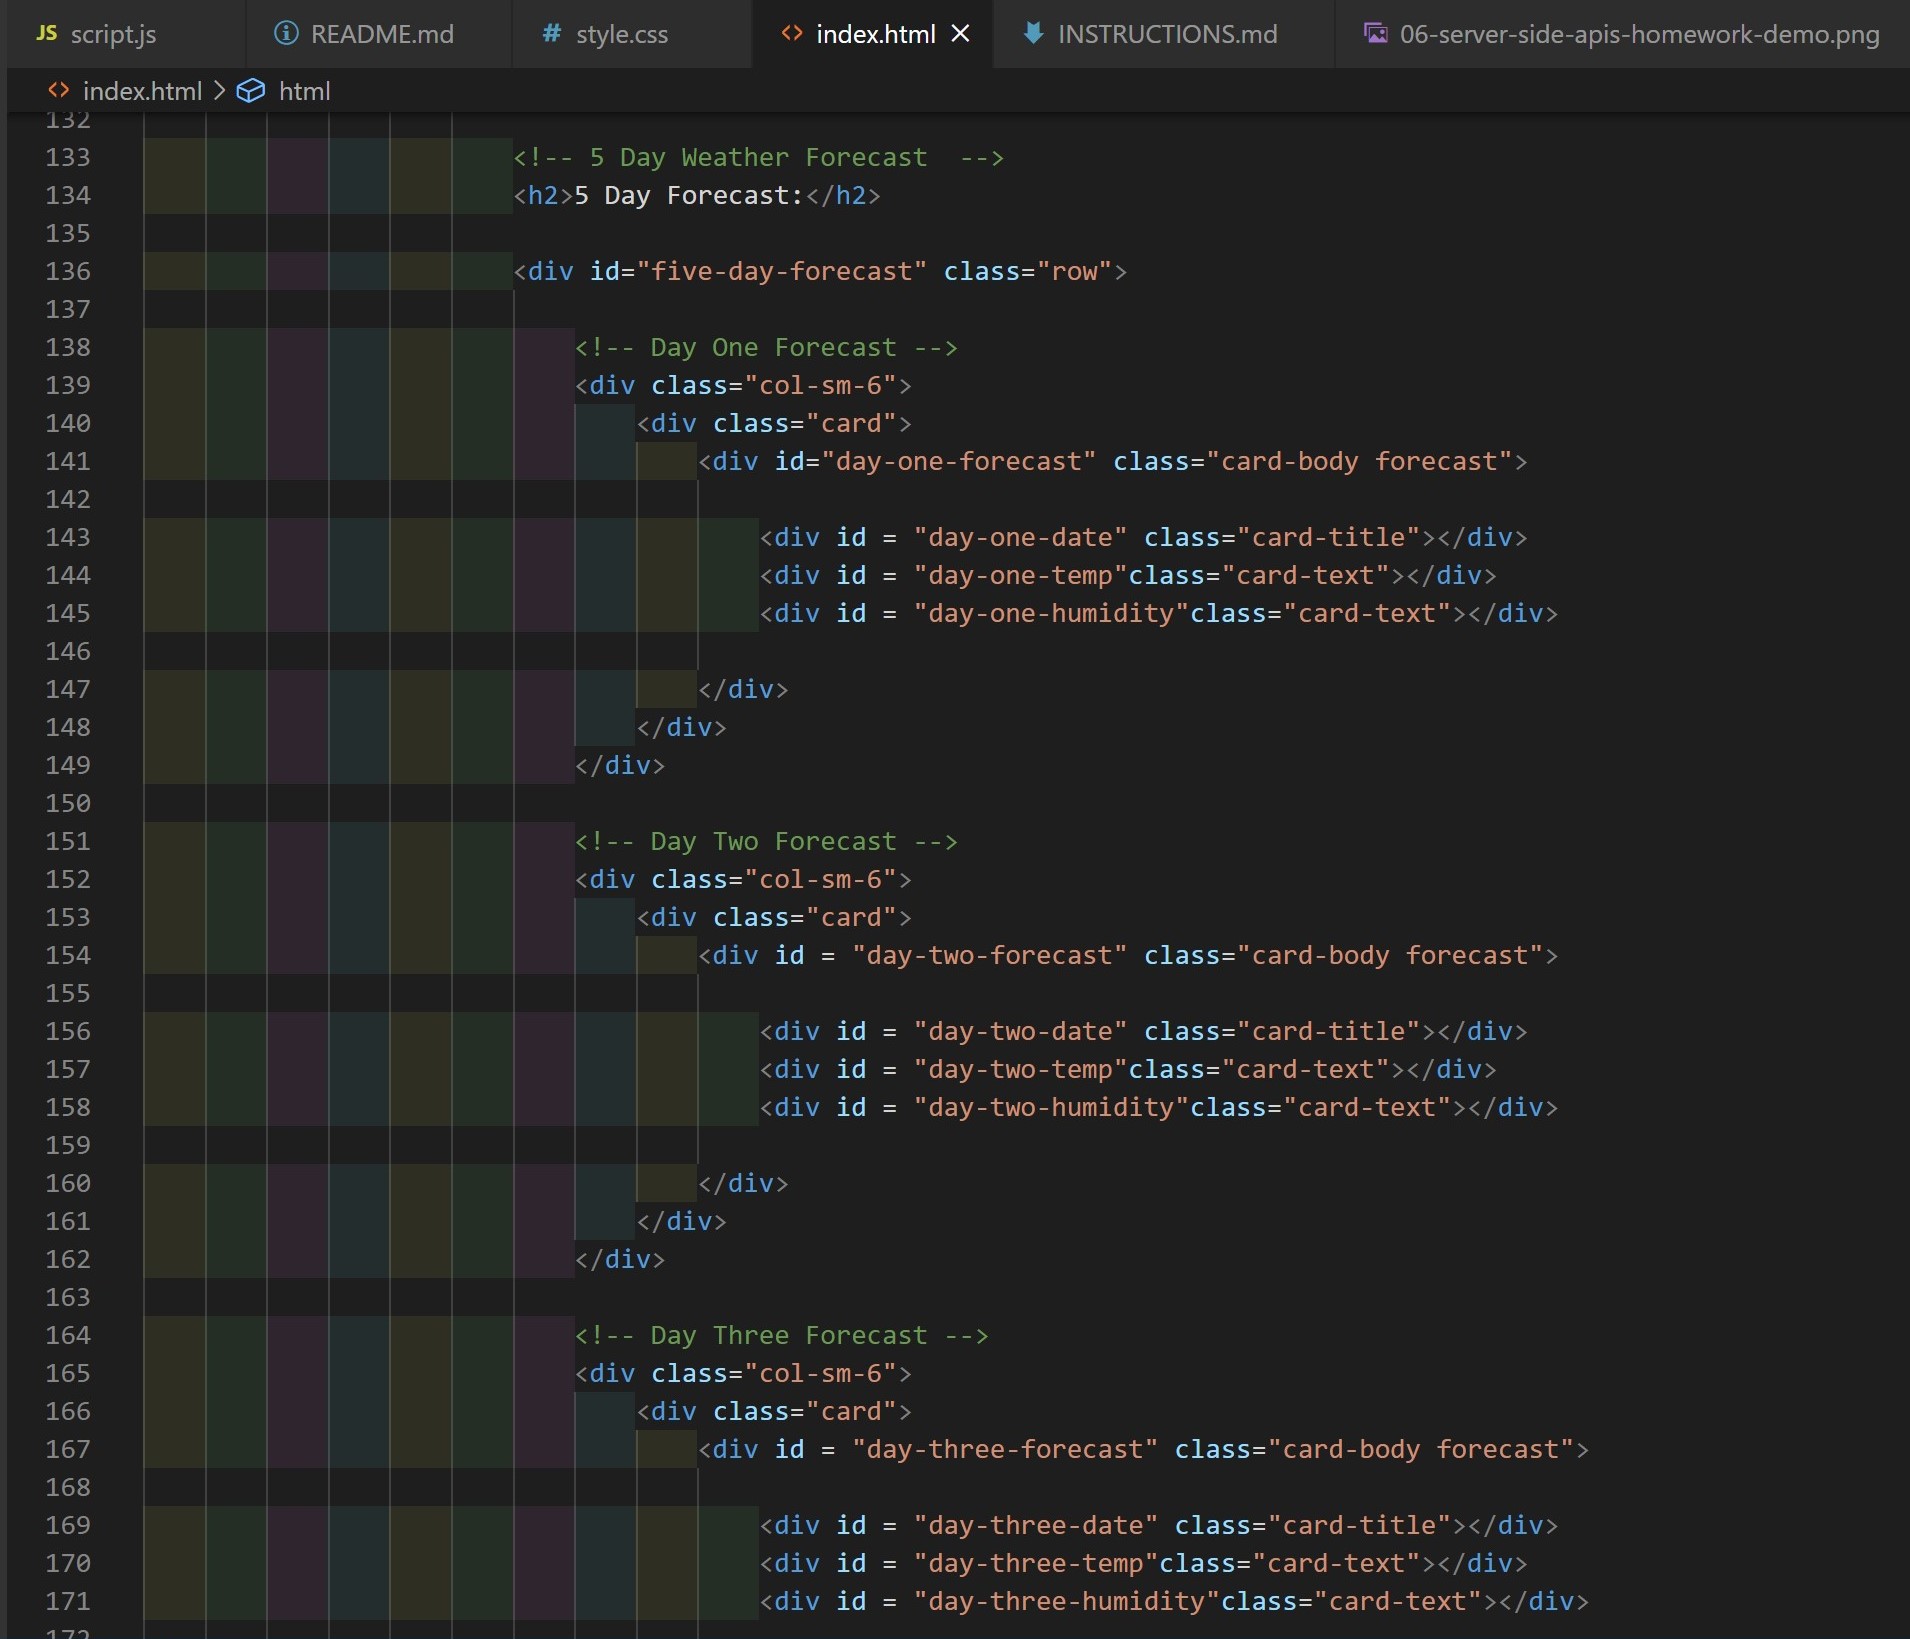 JS script.js README.md # style.css <> index.html × INSTRUCTIONS.md 06-server-side-apis-homework-demo.png
<> index.html > html
132
133 <!-- 5 Day Weather Forecast  -->
134 <h2>5 Day Forecast:</h2>
135
136 <div id="five-day-forecast" class="row">
137
138 <!-- Day One Forecast -->
139 <div class="col-sm-6">
140 <div class="card">
141 <div id="day-one-forecast" class="card-body forecast">
142
143 <div id = "day-one-date" class="card-title"></div>
144 <div id = "day-one-temp"class="card-text"></div>
145 <div id = "day-one-humidity"class="card-text"></div>
146
147 </div>
148 </div>
149 </div>
150
151 <!-- Day Two Forecast -->
152 <div class="col-sm-6">
153 <div class="card">
154 <div id = "day-two-forecast" class="card-body forecast">
155
156 <div id = "day-two-date" class="card-title"></div>
157 <div id = "day-two-temp"class="card-text"></div>
158 <div id = "day-two-humidity"class="card-text"></div>
159
160 </div>
161 </div>
162 </div>
163
164 <!-- Day Three Forecast -->
165 <div class="col-sm-6">
166 <div class="card">
167 <div id = "day-three-forecast" class="card-body forecast">
168
169 <div id = "day-three-date" class="card-title"></div>
170 <div id = "day-three-temp"class="card-text"></div>
171 <div id = "day-three-humidity"class="card-text"></div>
172